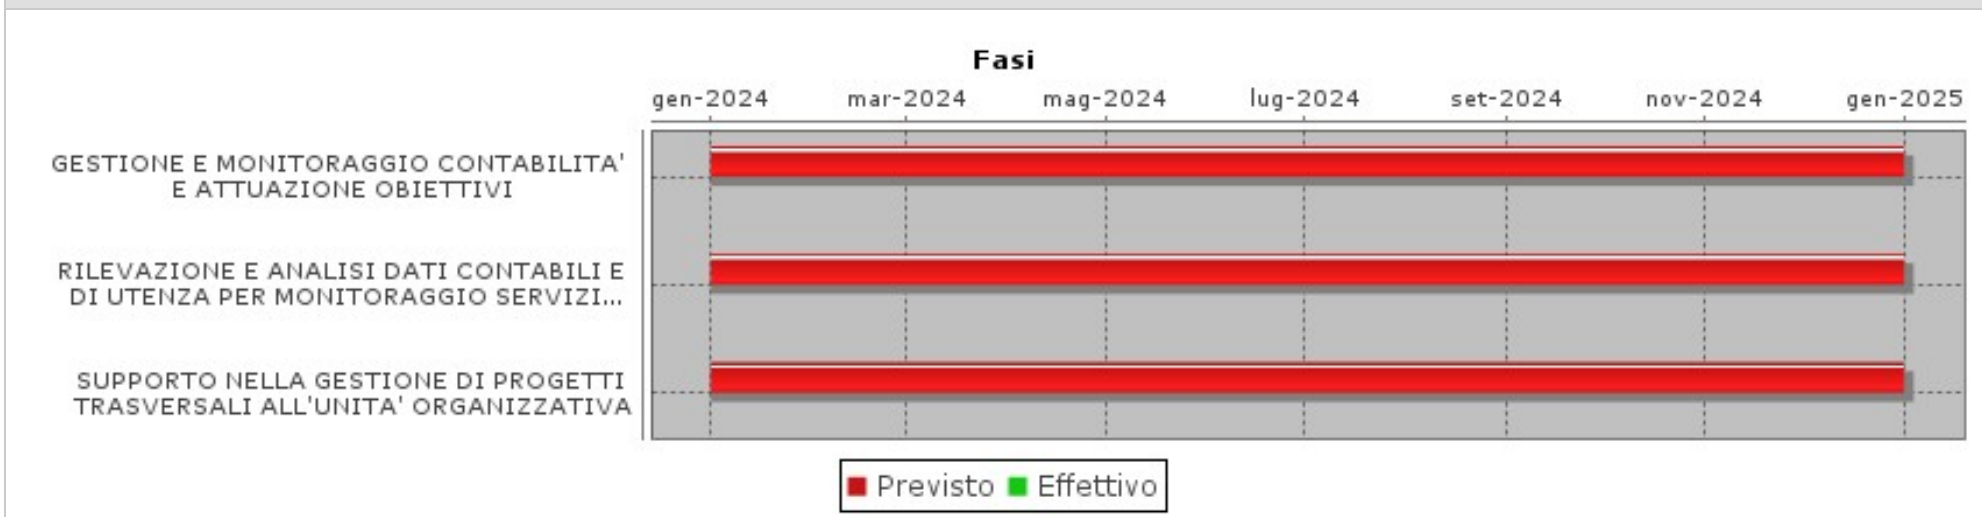 Fasi
gen-2024 mar-2024 mag-2024 lug-2024 set-2024 nov-2024 gen-2025
GESTIONE E MONITORAGGIO CONTABILITA'
E ATTUAZIONE OBIETTIVI
RILEVAZIONE E ANALISI DATI CONTABILI E
DI UTENZA PER MONITORAGGIO SERVIZI...
SUPPORTO NELLA GESTIONE DI PROGETTI
TRASVERSALI ALL'UNITA' ORGANIZZATIVA
Previsto Effettivo